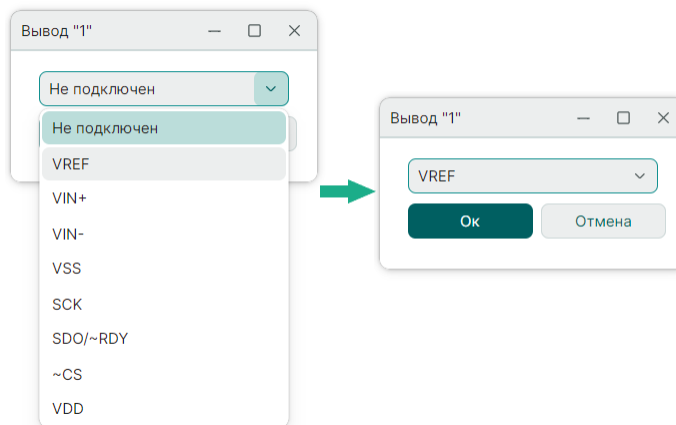 Вывод "1"
Не подключен
Не подключен
VREF
VIN+
VIN-
VSS
SCK
SDO/~RDY
~CS
VDD
Вывод "1"
VREF
Ок
Отмена